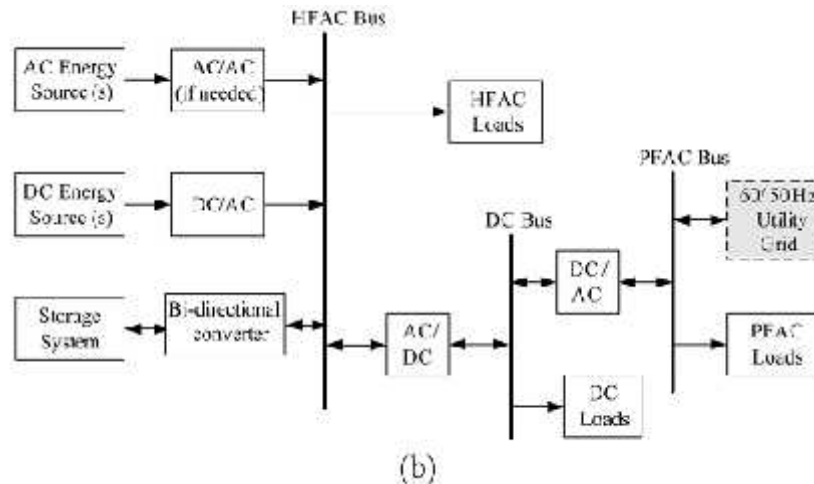 HFAC Bus
AC Energy
Source (s)
AC/AC
(if needed)
HFAC
Loads
PFAC Bus
DC Energy
Source (s)
DC/AC
60/50Hz
Utility
Grid
DC Bus
DC /
AC
Storage
System
Bi-directional
converter
AC/
DC
PFAC
Loads
DC
Loads
(b)